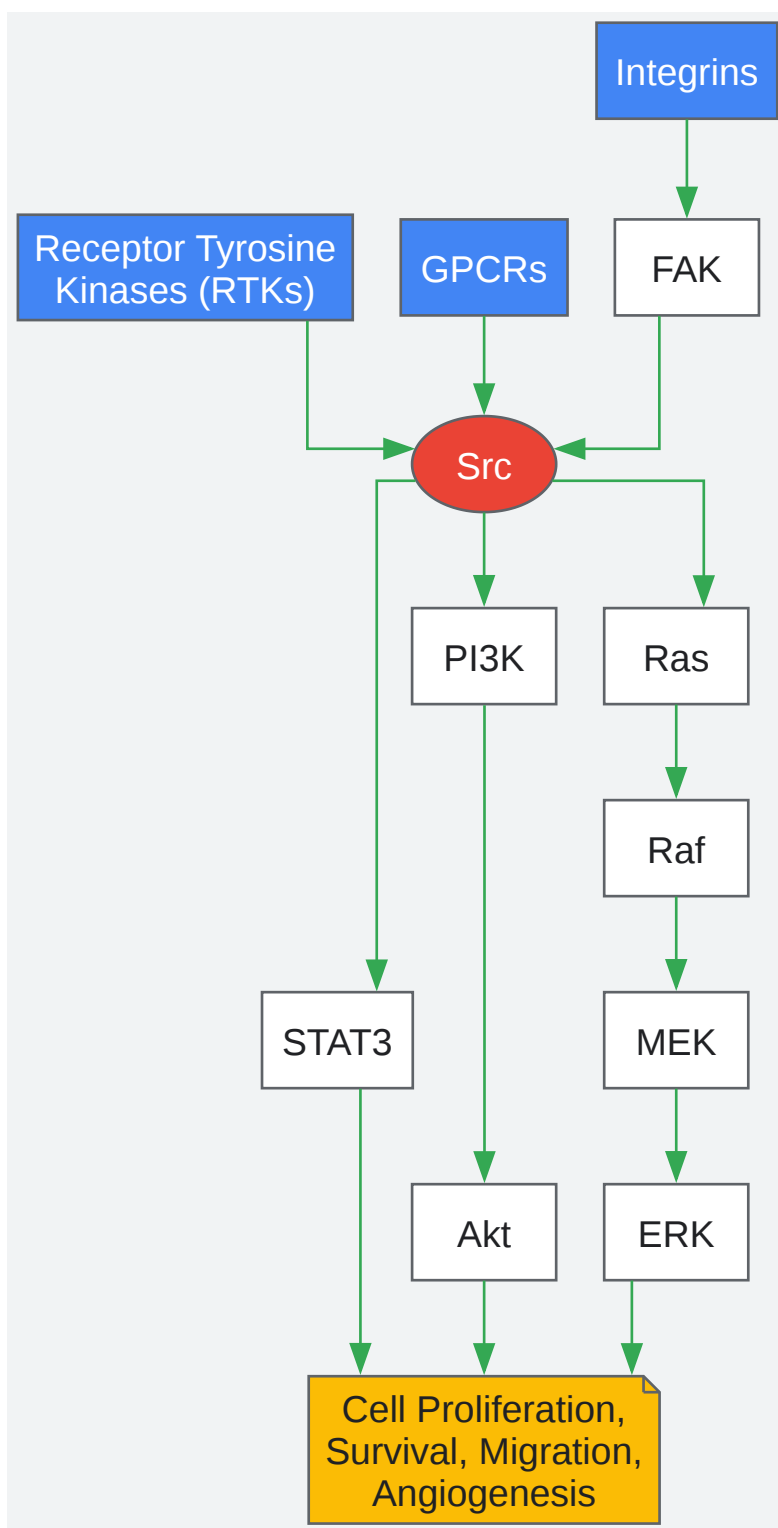 Integrins
Receptor Tyrosine
Kinases (RTKs)
GPCRs
FAK
Src
PI3K
Ras
Raf
STAT3
MEK
Akt
ERK
Cell Proliferation,
Survival, Migration,
Angiogenesis